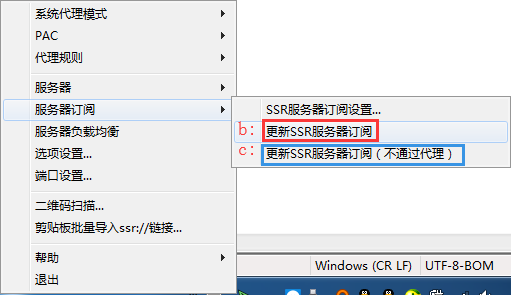 系统代理模式
PAC
代理规则
服务器
服务器订阅
服务器负载均衡
选项设置...
端口设置...
二维码扫描...
剪贴板批量导入ssr://链接...
帮助
退出
SSR服务器订阅设置...
b: 更新SSR服务器订阅
c: 更新SSR服务器订阅（不通过代理）
Windows (CR LF)
UTF-8-BOM